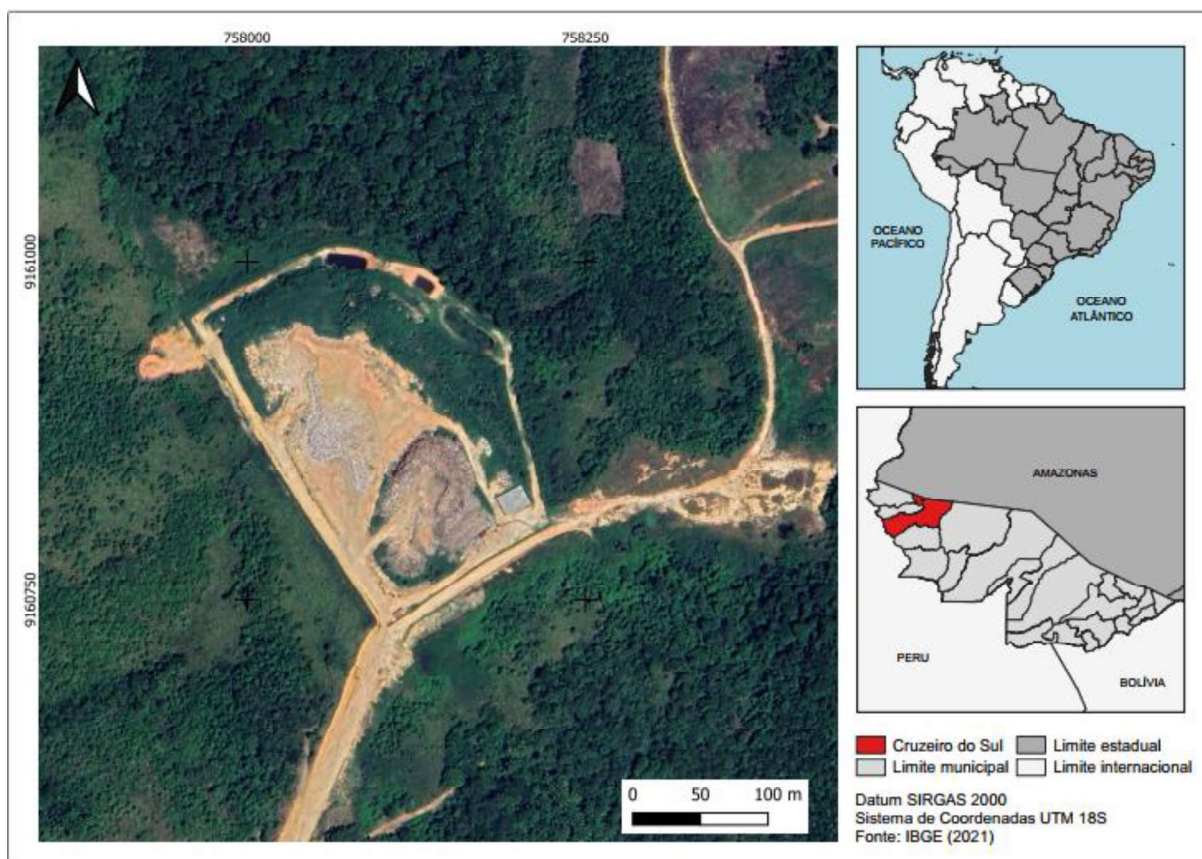 758000
758250
9161000
9160750
0 50 100 m
OCEANO
PACÍFICO
OCEANO
ATLÂNTICO
AMAZONAS
PERU
BOLÍVIA
Cruzeiro do Sul
Limite estadual
Limite municipal
Limite internacional
Datum SIRGAS 2000
Sistema de Coordenadas UTM 18S
Fonte: IBGE (2021)